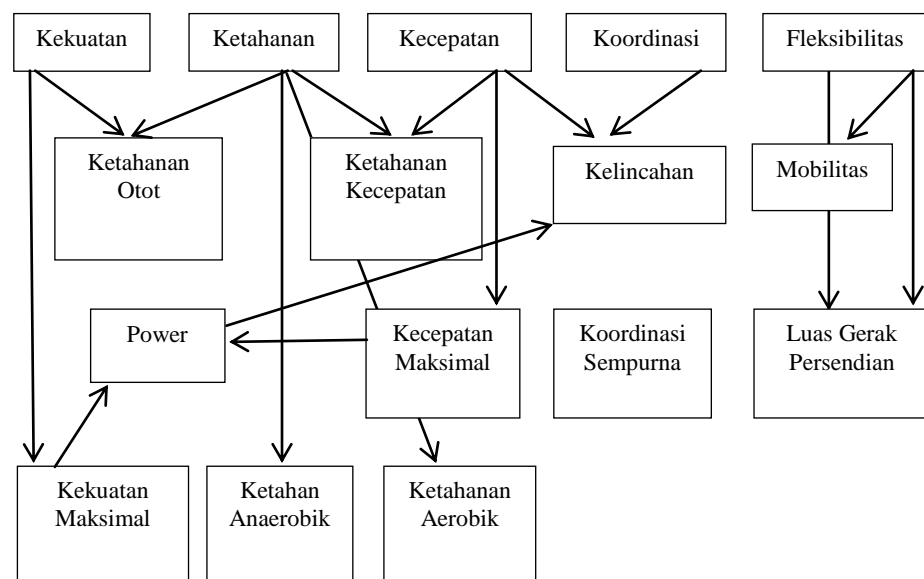 Kekuatan
Ketahanan
Kecepatan
Koordinasi
Fleksibilitas
Ketahanan
Otot
Ketahanan
Kecepatan
Kelincahan
Mobilitas
Power
Kecepatan
Maksimal
Koordinasi
Sempurna
Luas Gerak
Persendian
Kekuatan
Maksimal
Ketahan
Anaerobik
Ketahanan
Aerobik